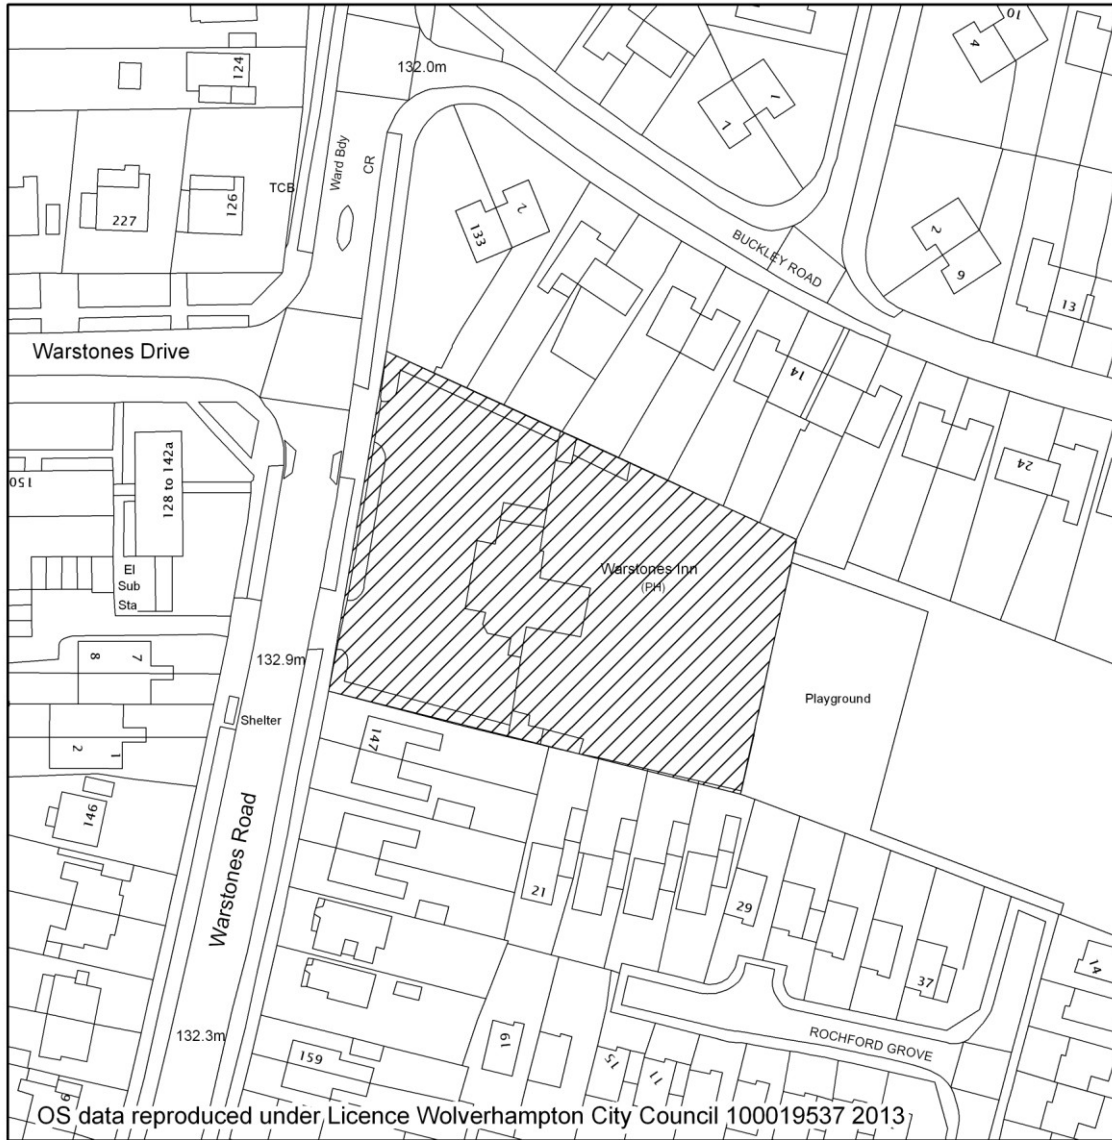 10
4
124
132.0m
1
7
Ward Bdy
CR
TCB
126
227
2
133
2
6
BUCKLEY ROAD
13
Warstones Drive
14
24
150
128 to 142a
El
Sub
Sta
Warstones Inn
(PH)
132.9m
7
8
Shelter
Playground
147
2
1
146
21
29
Warstones Road
37
14
19
ROCHFORD GROVE
132.3m
159
15
11
9
OS data reproduced under Licence Wolverhampton City Council 100019537 2013